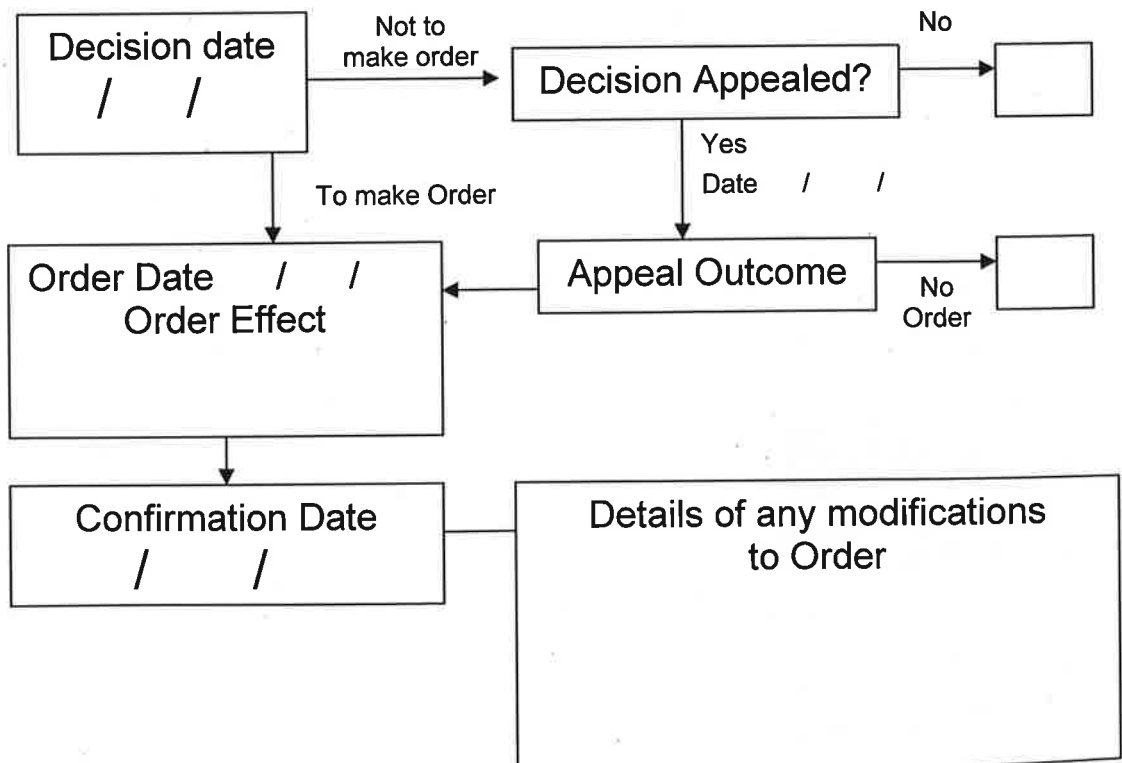 Decision date
/ /
Not to
make order
Decision Appealed?
No
Yes
Date / /
To make Order
Order Date / /
Order Effect
Appeal Outcome
No
Order
Confirmation Date
/ /
Details of any modifications
to Order